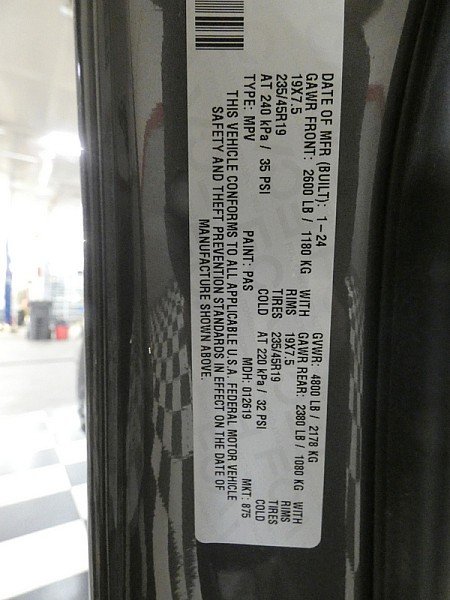 DATE OF MFR (BUILT): 1-24 GVWR: 4800 LB / 2178 KG
GAWR FRONT: 2600 LB / 1180 KG WITH GAWR REAR: 2380 LB / 1080 KG WITH
19X7.5 RIMS 19X7.5 RIMS
235/45R19 TIRES 235/45R19 TIRES
AT 240 kPa / 35 PSI COLD AT 220 kPa / 32 PSI COLD
TYPE: MPV PAINT: PAS MDH: 012619 MKT: 875
THIS VEHICLE CONFORMS TO ALL APPLICABLE U.S.A. FEDERAL MOTOR VEHICLE
SAFETY AND THEFT PREVENTION STANDARDS IN EFFECT ON THE DATE OF
MANUFACTURE SHOWN ABOVE.